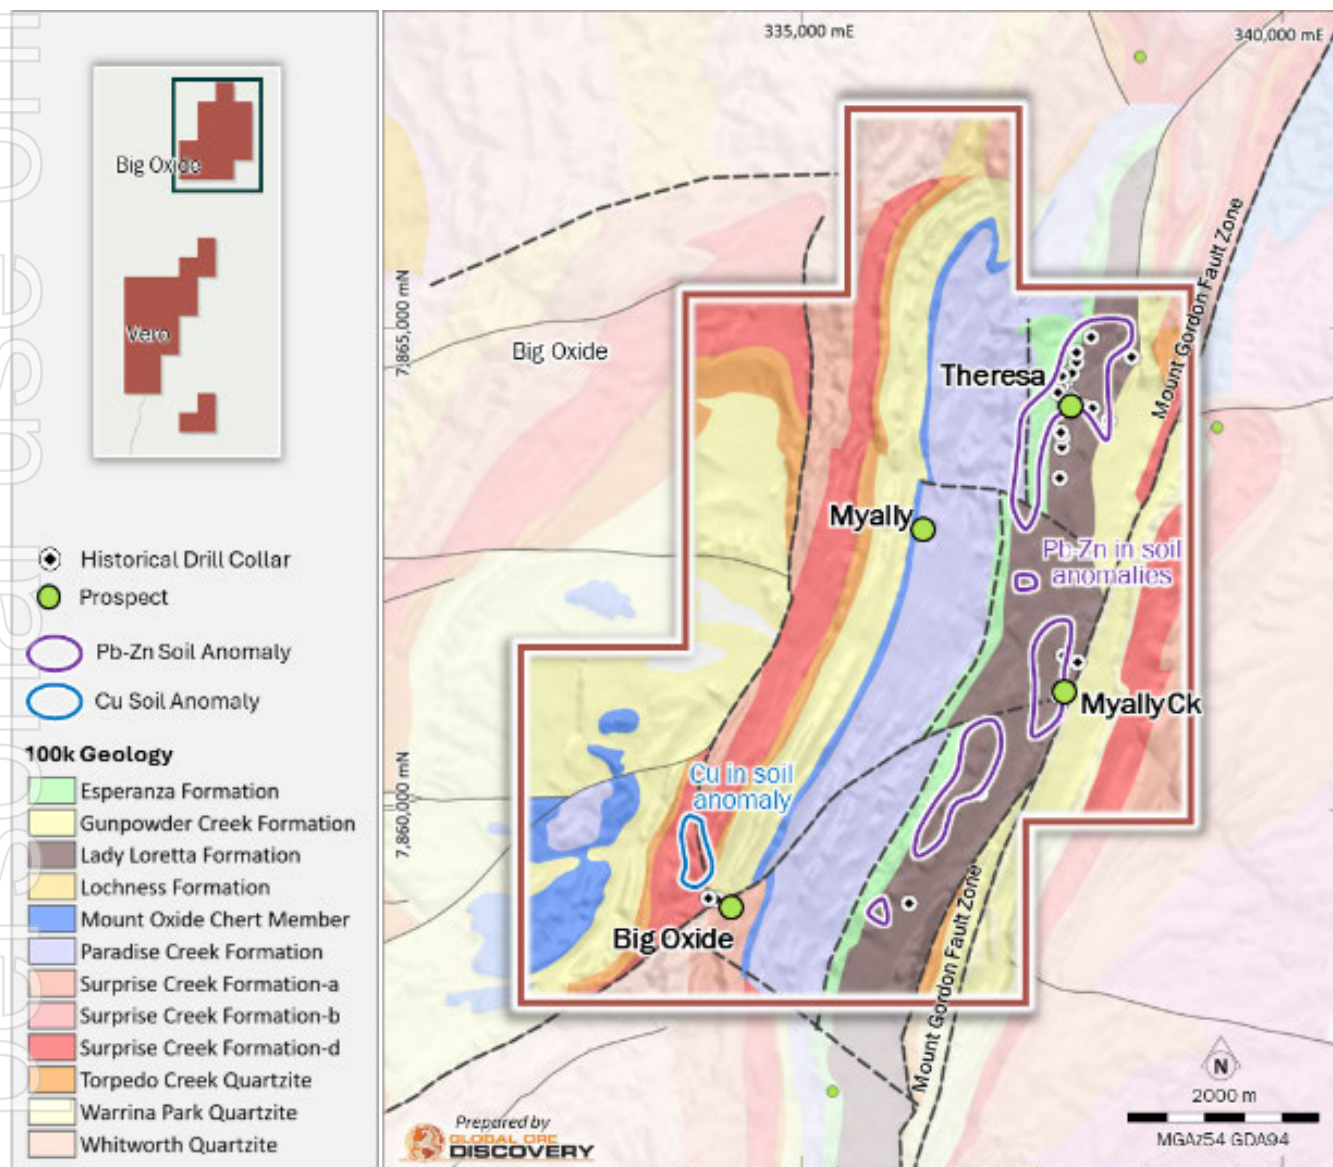 personal use only
335,000 mE
340,000 mE
Big Oxide
Vero
7,865,000 mN
Big Oxide
Mount Gordon Fault Zone
Theresa
Myally
Pb-Zn in soil
anomalies
Myally Ck
Cu in soil
anomaly
7,860,000 mN
Big Oxide
Mount Gordon Fault Zone
Historical Drill Collar
Prospect
Pb-Zn Soil Anomaly
Cu Soil Anomaly
100k Geology
Esperanza Formation
Gunpowder Creek Formation
Lady Loretta Formation
Lochness Formation
Mount Oxide Chert Member
Paradise Creek Formation
Surprise Creek Formation-a
Surprise Creek Formation-b
Surprise Creek Formation-d
Torpedo Creek Quartzite
Warrina Park Quartzite
Whitworth Quartzite
Prepared by
GLOBAL ORE
DISCOVERY
N
2000 m
MGAz54 GDA94